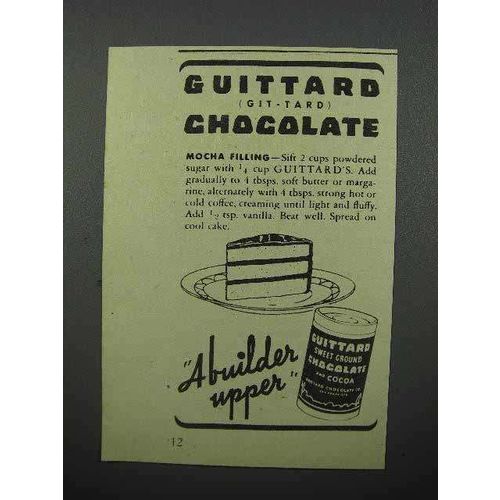 GUITTARD
(GIT-TARD)
CHOCOLATE
MOCHA FILLING—Sift 2 cups powdered
sugar with ¼ cup GUITTARD'S. Add
gradually to 4 tbsps. soft butter or marga-
rine, alternately with 4 tbsps. strong hot or
cold coffee, creaming until light and fluffy.
Add ½ tsp. vanilla. Beat well. Spread on
cool cake.
"A builder
upper"
GUITTARD
SWEET GROUND
CHOCOLATE
AND COCOA
GUITTARD CHOCOLATE CO.
12